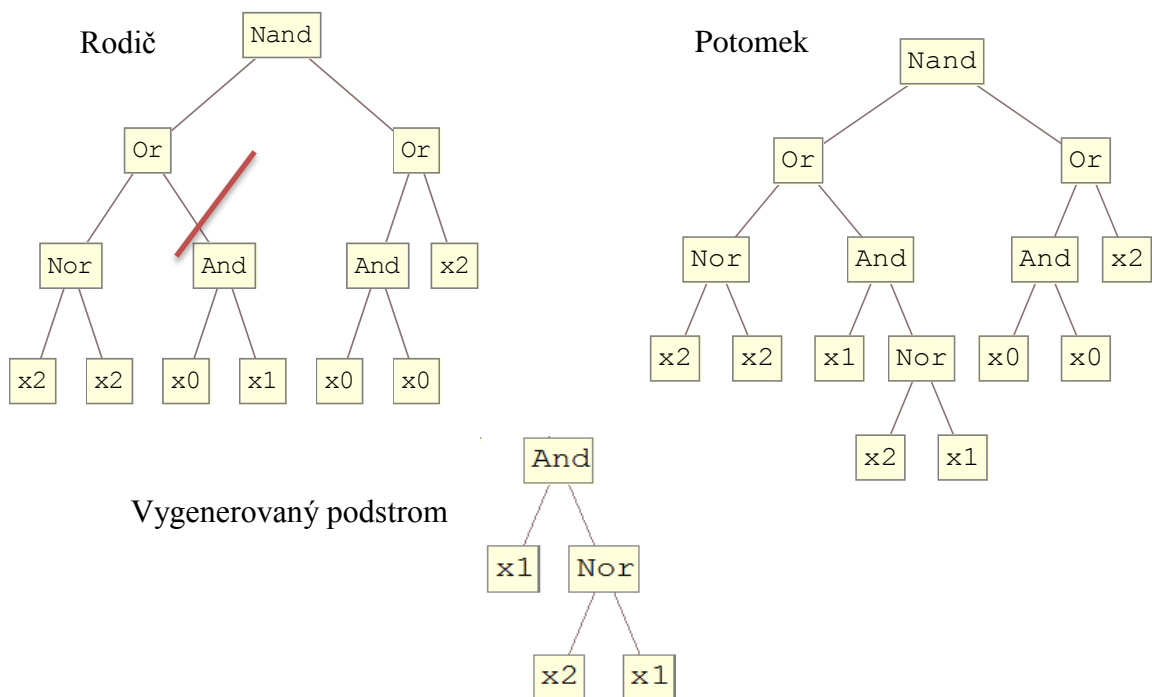 Rodič
Nand
Or Or
Nor And And x2
x2 x2 x0 x1 x0 x0
Potomek
Nand
Or Or
Nor And And x2
x2 x2 x1 Nor x0 x0
x2 x1
Vygenerovaný podstrom
And
x1 Nor
x2 x1